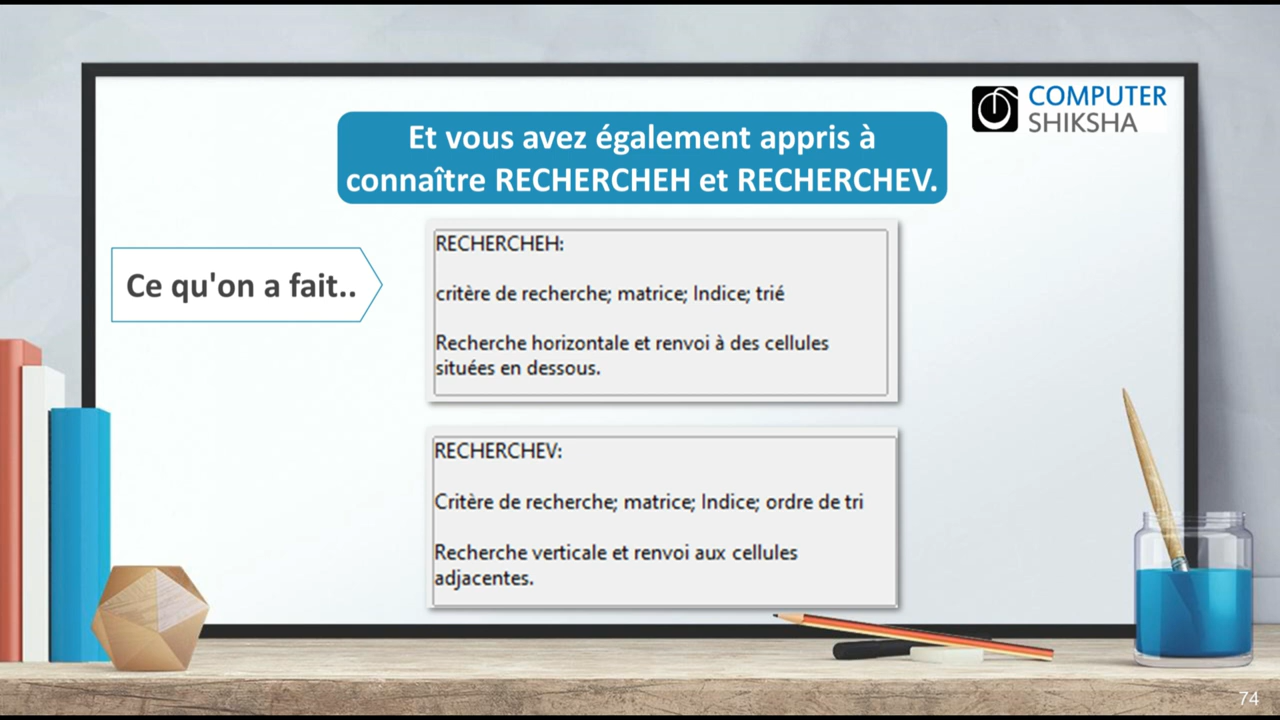 COMPUTER
SHIKSHA
Et vous avez également appris à
connaître RECHERCHEH et RECHERCHEV.
Ce qu'on a fait..
RECHERCHEH:
critère de recherche; matrice; Indice; trié
Recherche horizontale et renvoi à des cellules
situées en dessous.
RECHERCHEV:
Critère de recherche; matrice; Indice; ordre de tri
Recherche verticale et renvoi aux cellules
adjacentes.
74